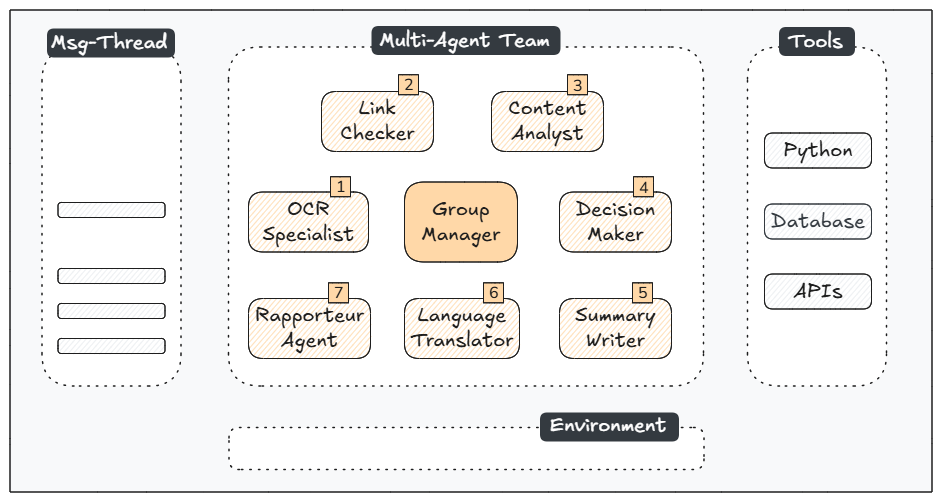 Msg-Thread
Multi-Agent Team
Tools
2
Link
Checker
3
Content
Analyst
1
OCR
Specialist
Group
Manager
4
Decision
Maker
7
Rapporteur
Agent
6
Language
Translator
5
Summary
Writer
Python
Database
APIs
Environment